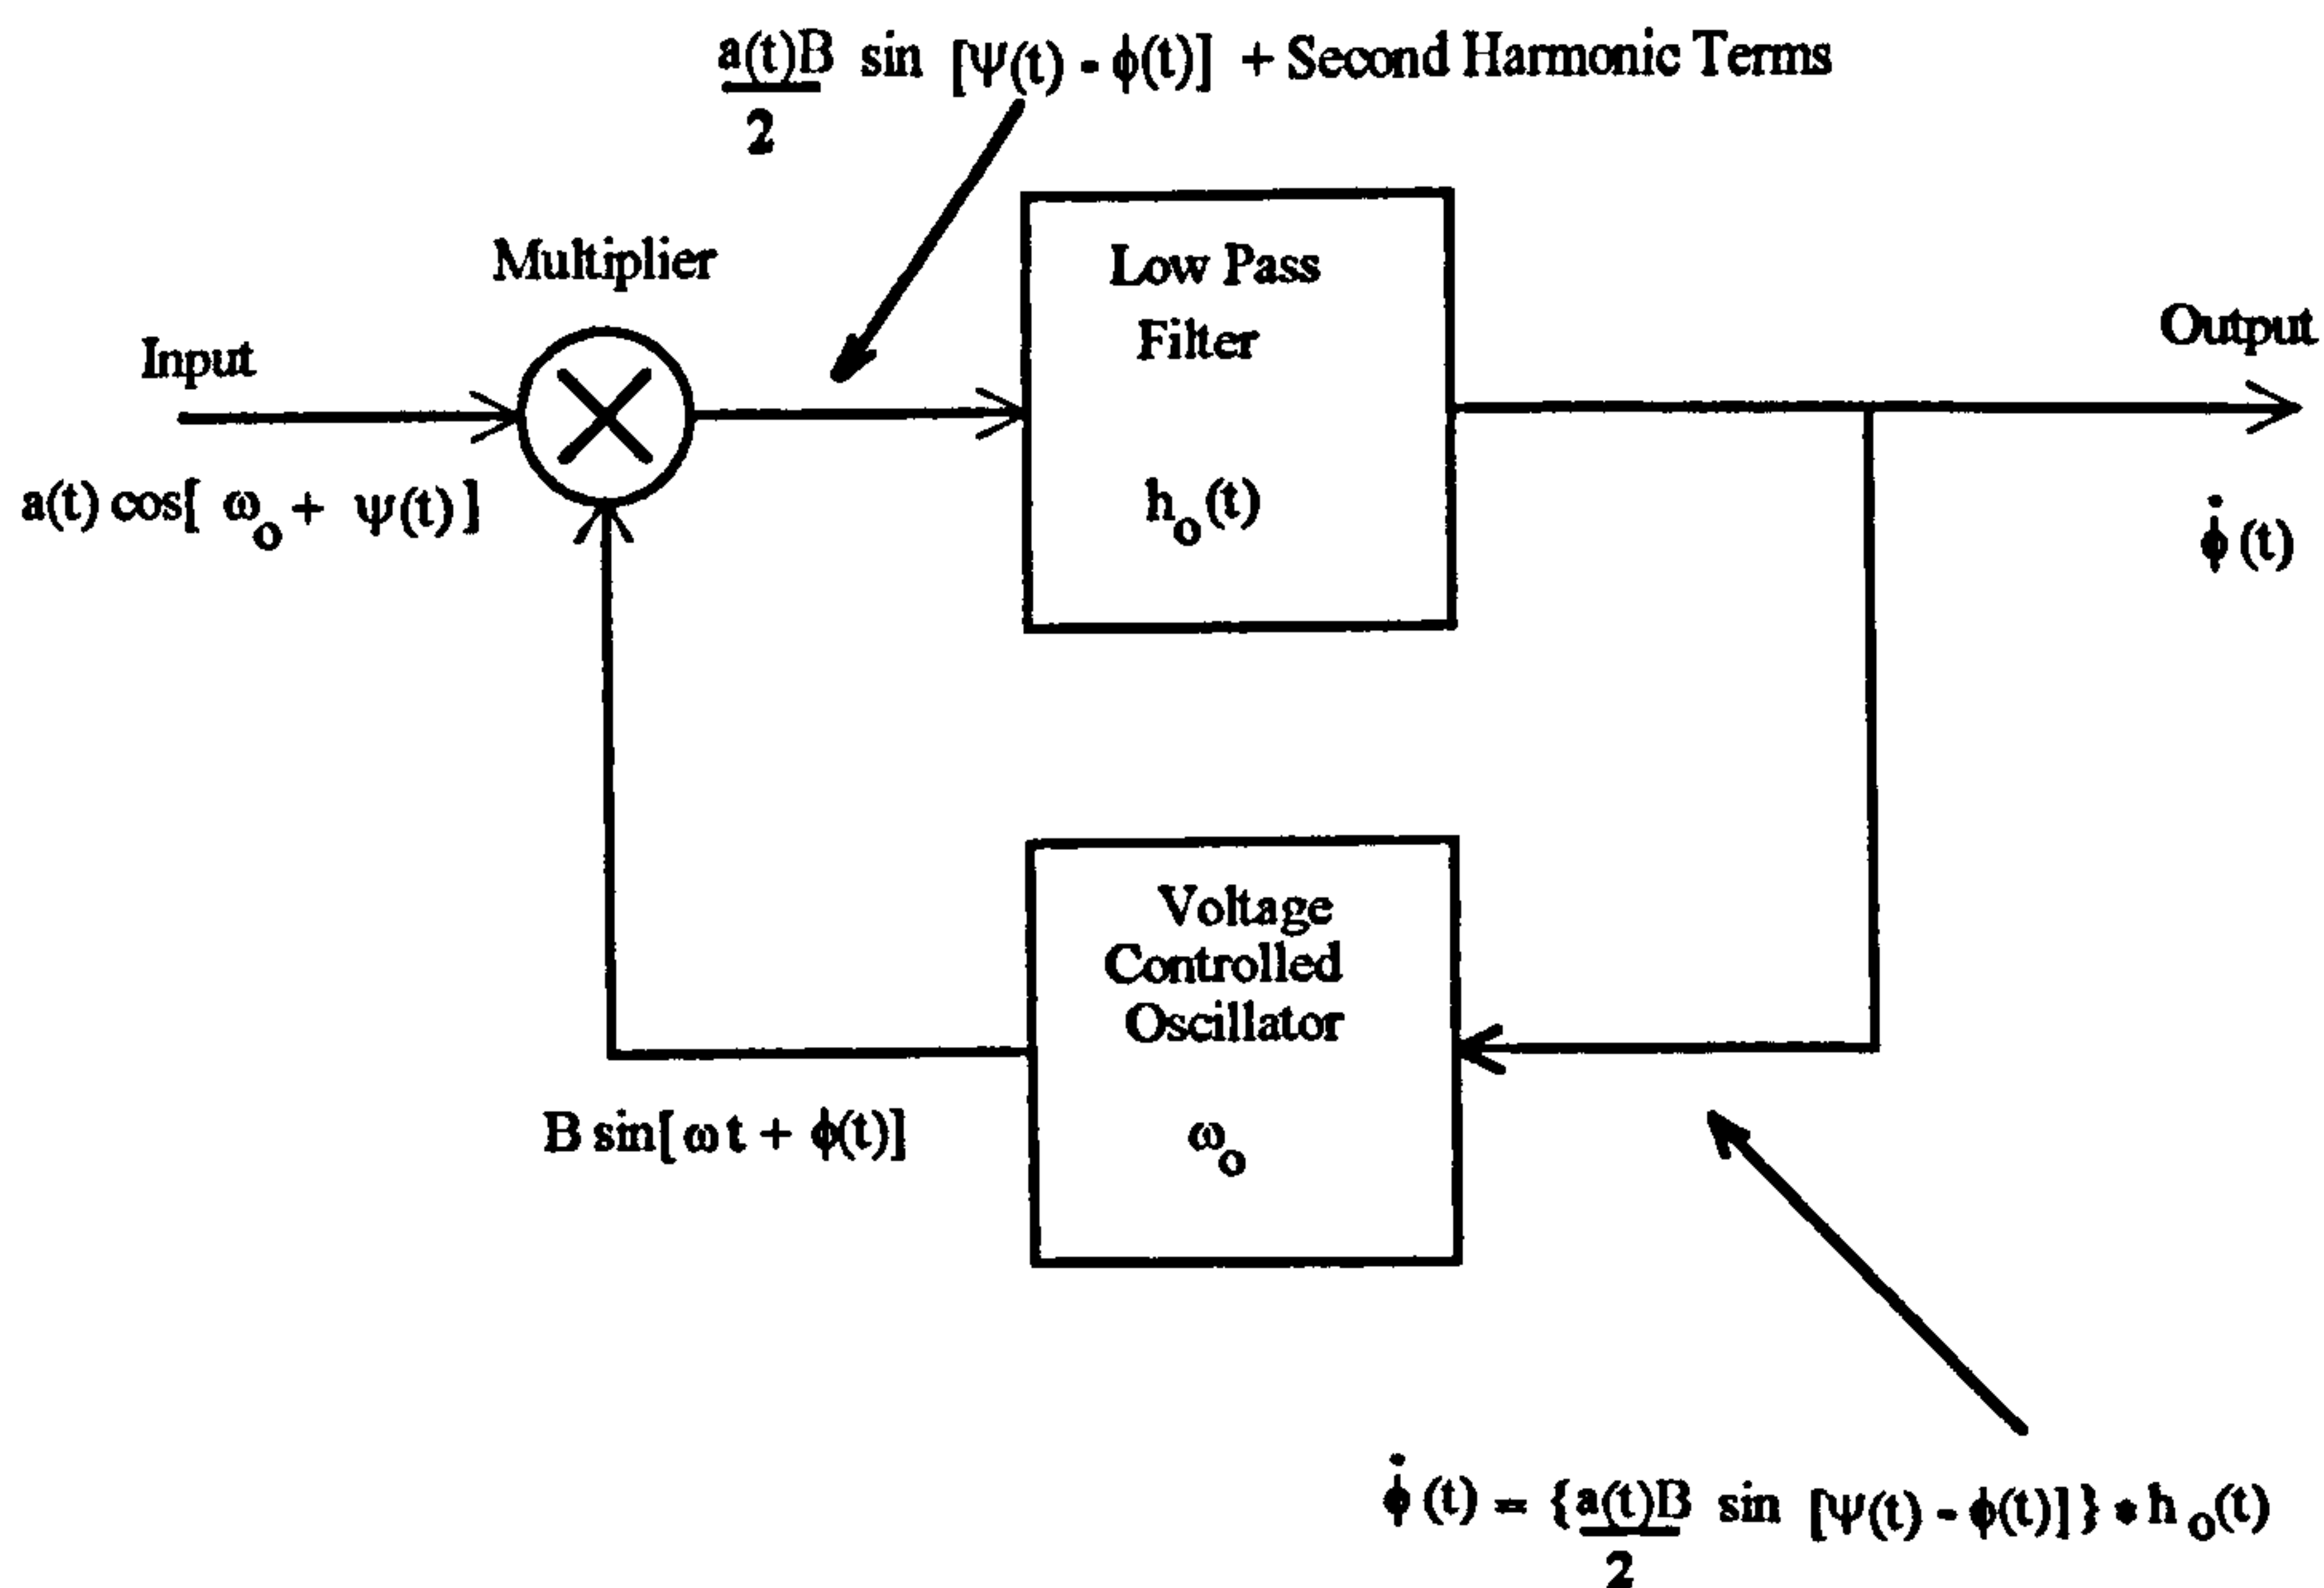 a(t)B sin [Ψ(t) - ϕ(t)] + Second Harmonic Terms
2
Multiplier
Low Pass
Filter
h₀(t)
Input
a(t) cos[ ω₀ + ψ(t) ]
Output
ϕ̇ (t)
Voltage
Controlled
Oscillator
ω₀
B sin[ ω t + ϕ(t)]
ϕ̇ (t) = {a(t)B sin [Ψ(t) - ϕ(t)] } * h₀(t)
2